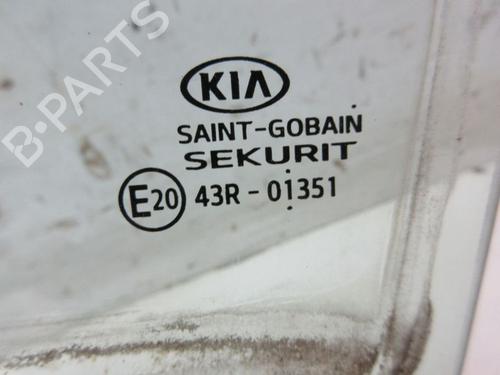 B-PARTS
KIA
SAINT-GOBAIN
SEKURIT
E20 43R - 01351